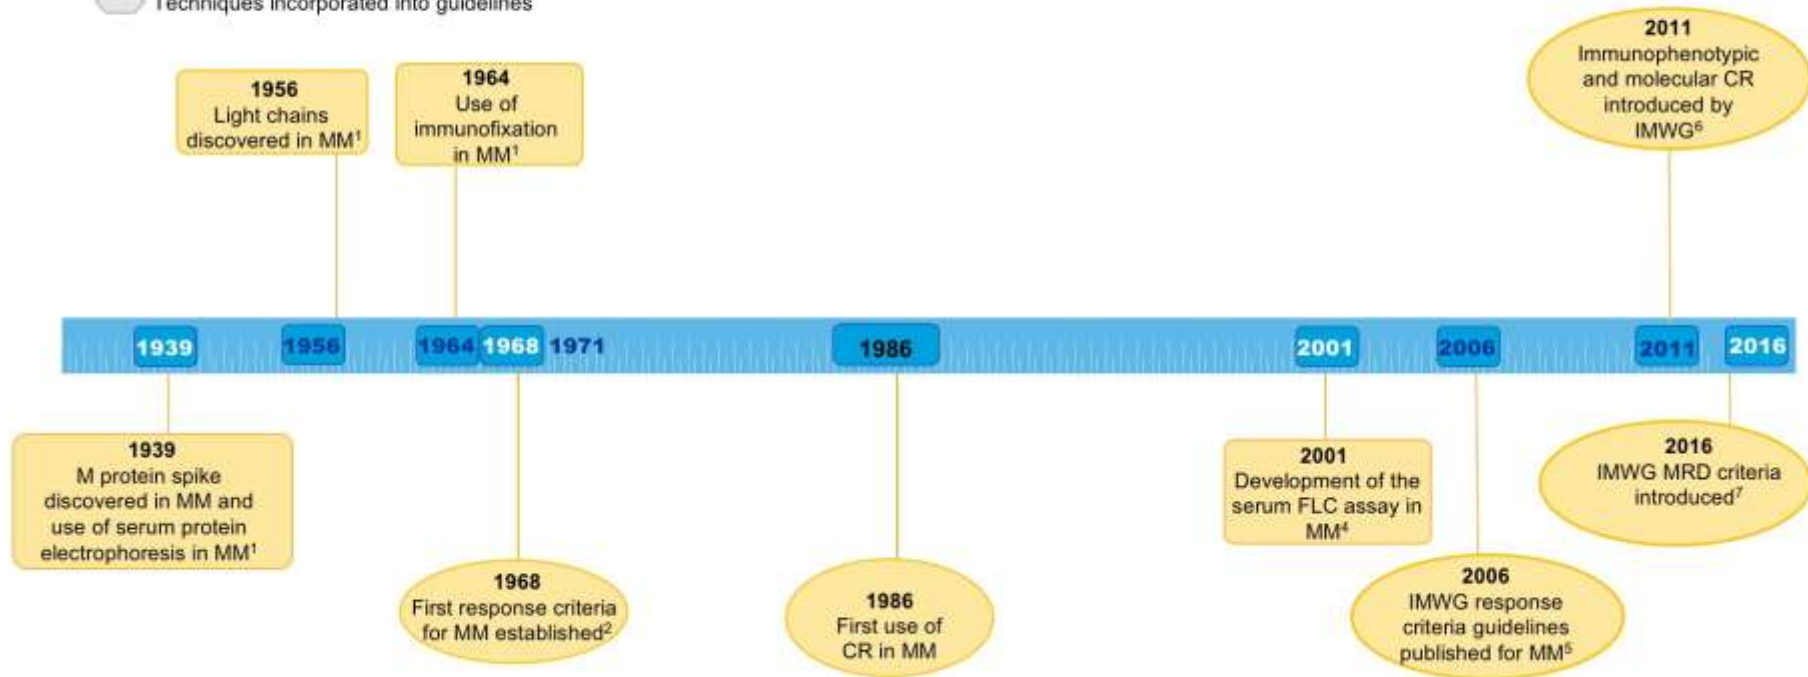 Techniques incorporated into guidelines
2011
Immunophenotypic
and molecular CR
introduced by
IMWG⁶
1956
Light chains
discovered in MM¹
1964
Use of
immunofixation
in MM¹
1939 1956 1964 1968 1971 1986 2001 2006 2011 2016
1939
M protein spike
discovered in MM and
use of serum protein
electrophoresis in MM¹
1968
First response criteria
for MM established²
1986
First use of
CR in MM
2001
Development of the
serum FLC assay in
MM⁴
2006
IMWG response
criteria guidelines
published for MM⁵
2016
IMWG MRD criteria
introduced⁷